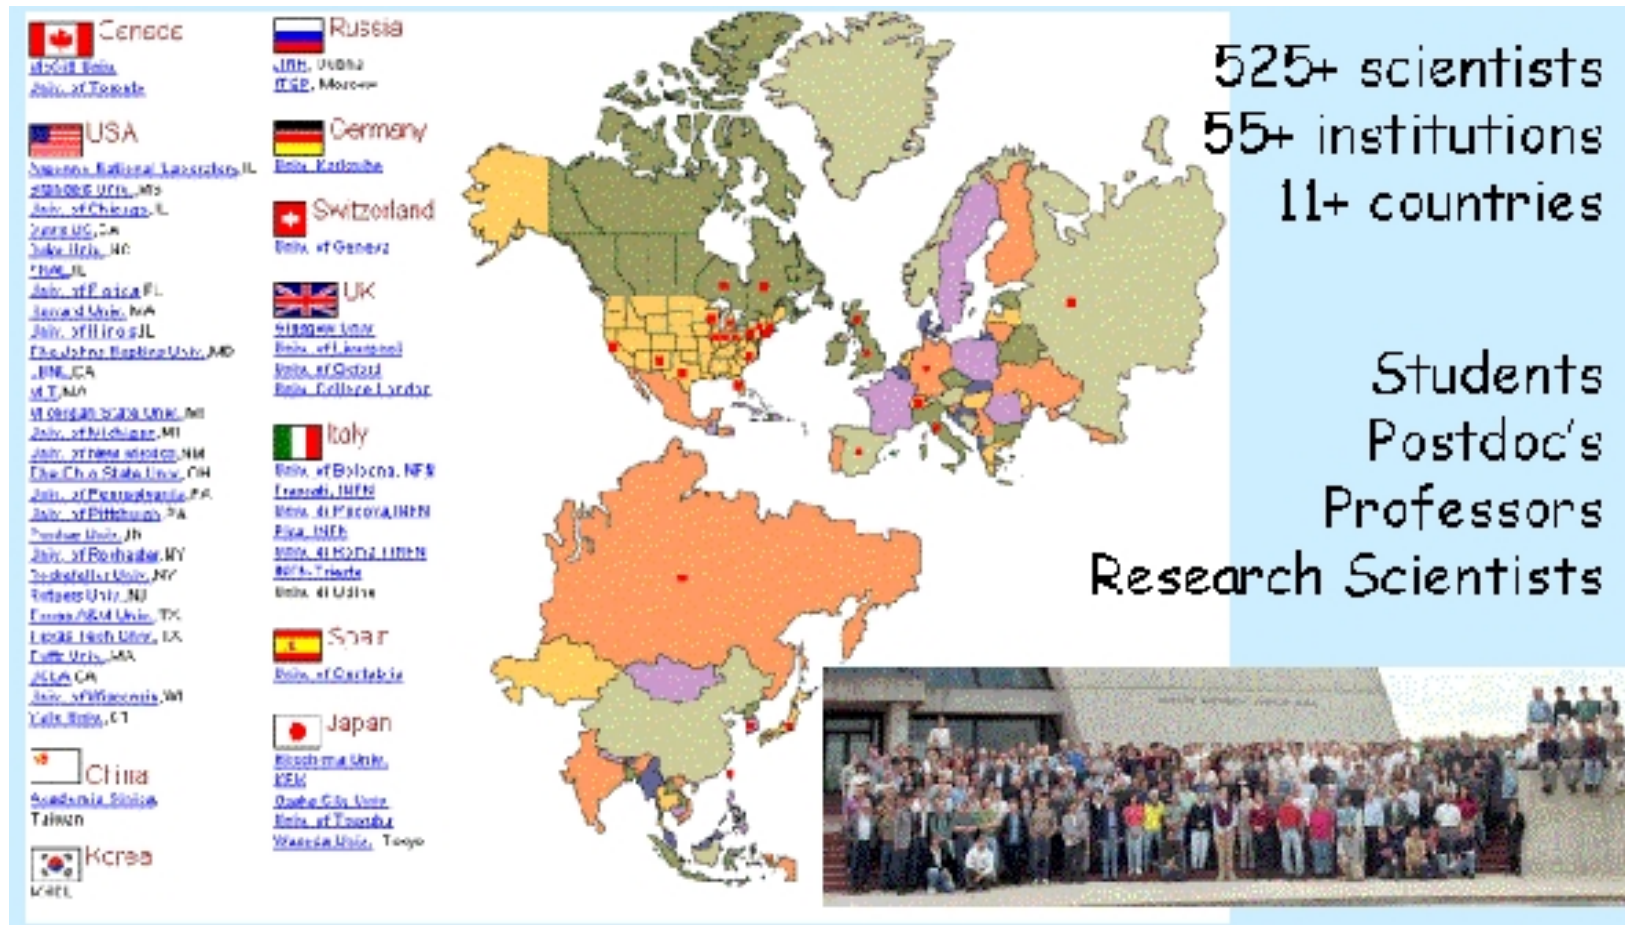 Canada
Univ. of Toronto
USA
Argonne National Laboratory, IL
Univ. of Chicago, IL
Duke Univ., NC
Univ. of
Harvard Univ. MA
Univ. of
The Johns Hopkins Univ., MD
Michigan State Univ., MI
Univ. of Michigan, MI
Univ. of New Mexico, NM
The Ohio State Univ., OH
Univ. of Pennsylvania, PA
Univ. of Pittsburgh, PA
Purdue Univ., IN
Univ. of Rochester, NY
Rockefeller Univ., NY
Rutgers Univ., NJ
Texas A&M Univ., TX
Texas Tech Univ., TX
Tufts Univ., MA
UCLA, CA
Univ. of Wisconsin, WI
Yale Univ., CT
China
Academia Sinica,
Taiwan
Korea
Russia
JINR, Dubna
ITEP, Moscow
Germany
Univ. Karlsruhe
Switzerland
Univ. of Geneva
UK
Glasgow Univ.
Univ. of Liverpool
Univ. of Oxford
Univ. College London
Italy
Univ. of Bologna, INFN
Frascati, INFN
Univ. di Padova, INFN
Pisa, INFN
Univ. di Roma, INFN
INFN-Trieste
Univ. di Udine
Spain
Univ. of Cantabria
Japan
Hiroshima Univ.
KEK
Osaka City Univ.
Univ. of Tsukuba
Waseda Univ., Tokyo
525+ scientists
55+ institutions
11+ countries
Students
Postdoc's
Professors
Research Scientists